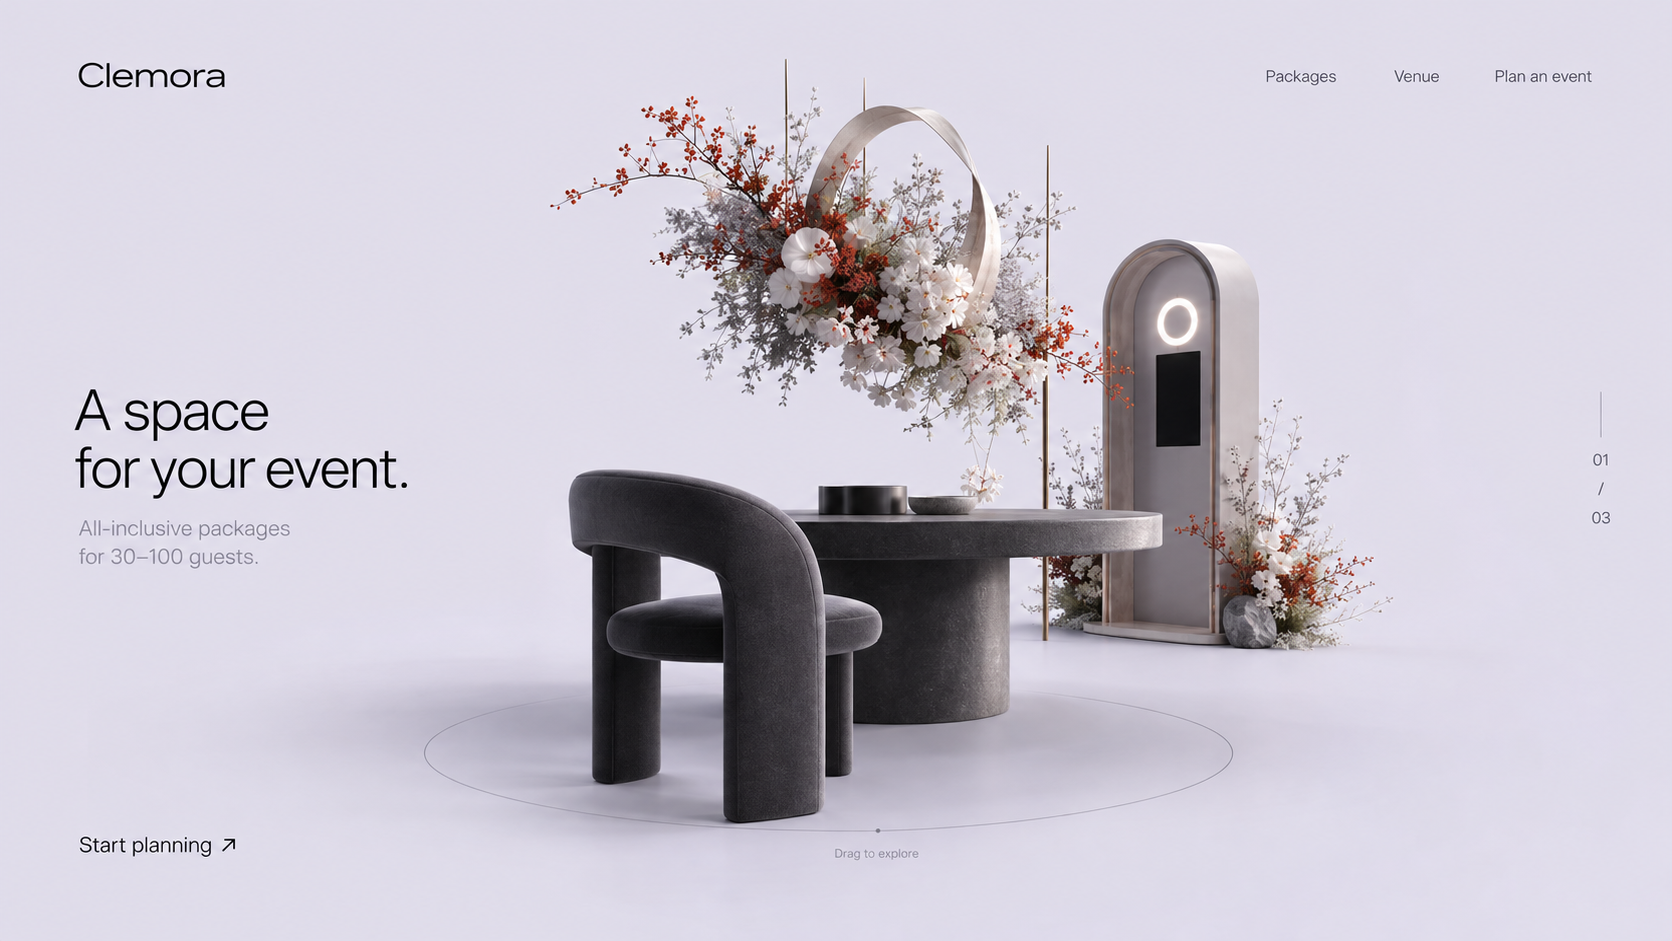 Clemora
Packages
Venue
Plan an event
A space
for your event.
All-inclusive packages
for 30–100 guests.
01
/
03
Start planning ↗
Drag to explore